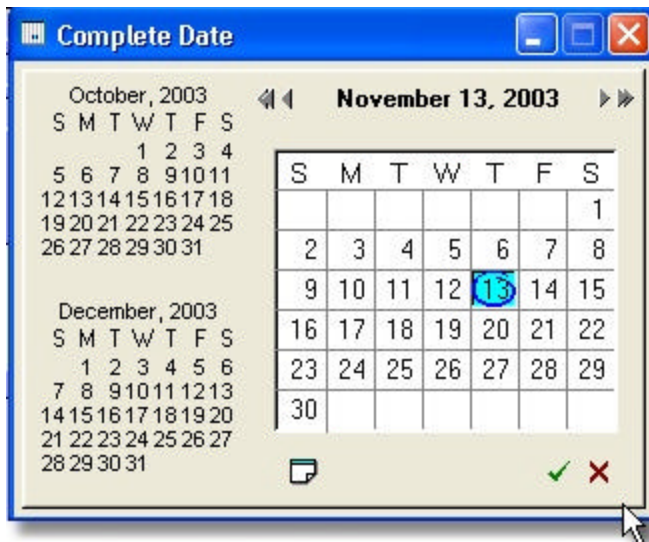 Complete Date
October, 2003
S M T W T F S
1 2 3 4
5 6 7 8 9 10 11
12 13 14 15 16 17 18
19 20 21 22 23 24 25
26 27 28 29 30 31
December, 2003
S M T W T F S
1 2 3 4 5 6
7 8 9 10 11 12 13
14 15 16 17 18 19 20
21 22 23 24 25 26 27
28 29 30 31
November 13, 2003
S M T W T F S
1
2 3 4 5 6 7 8
9 10 11 12 13 14 15
16 17 18 19 20 21 22
23 24 25 26 27 28 29
30